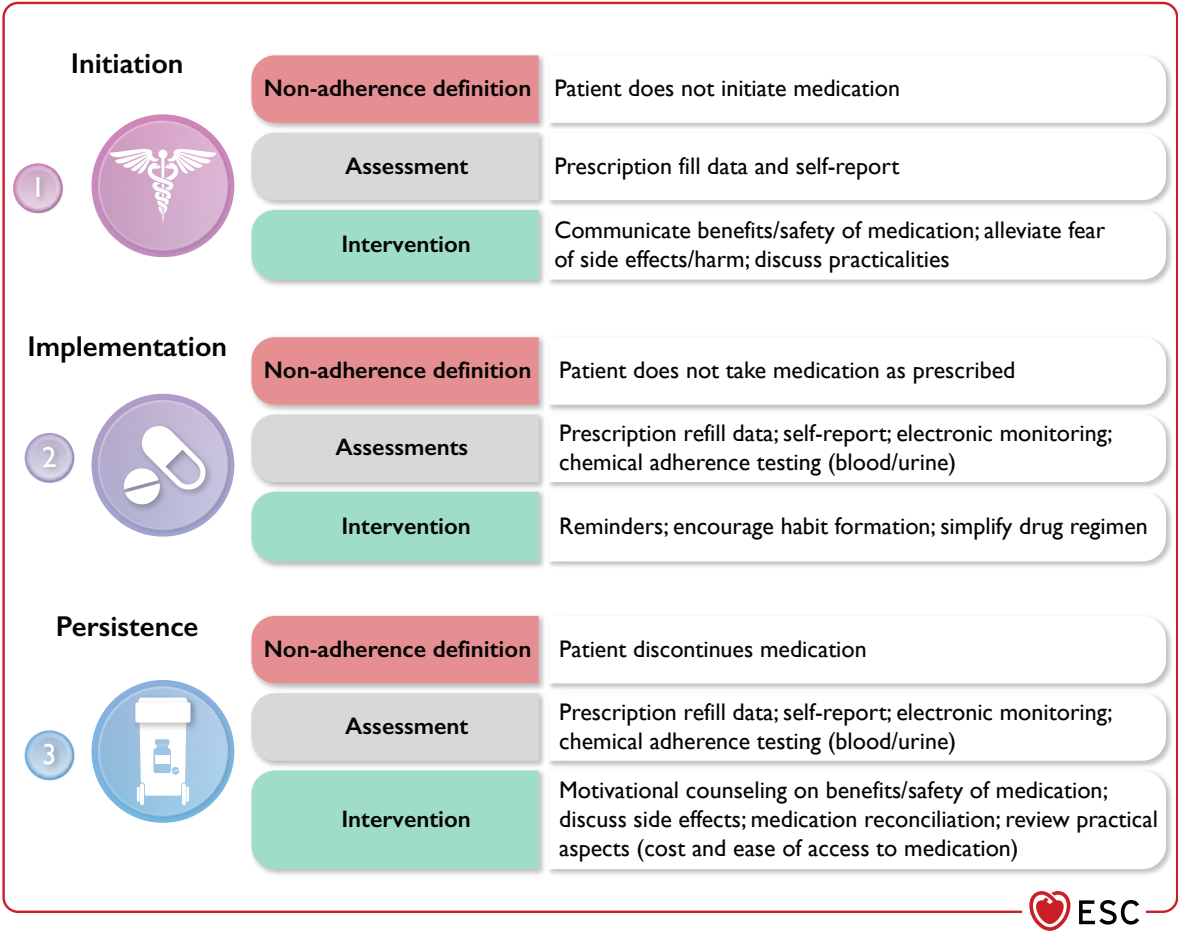 Initiation
1
Non-adherence definition
Patient does not initiate medication
Assessment
Prescription fill data and self-report
Intervention
Communicate benefits/safety of medication; alleviate fear
of side effects/harm; discuss practicalities
Implementation
2
Non-adherence definition
Patient does not take medication as prescribed
Assessments
Prescription refill data; self-report; electronic monitoring;
chemical adherence testing (blood/urine)
Intervention
Reminders; encourage habit formation; simplify drug regimen
Persistence
3
Non-adherence definition
Patient discontinues medication
Assessment
Prescription refill data; self-report; electronic monitoring;
chemical adherence testing (blood/urine)
Intervention
Motivational counseling on benefits/safety of medication;
discuss side effects; medication reconciliation; review practical
aspects (cost and ease of access to medication)
ESC